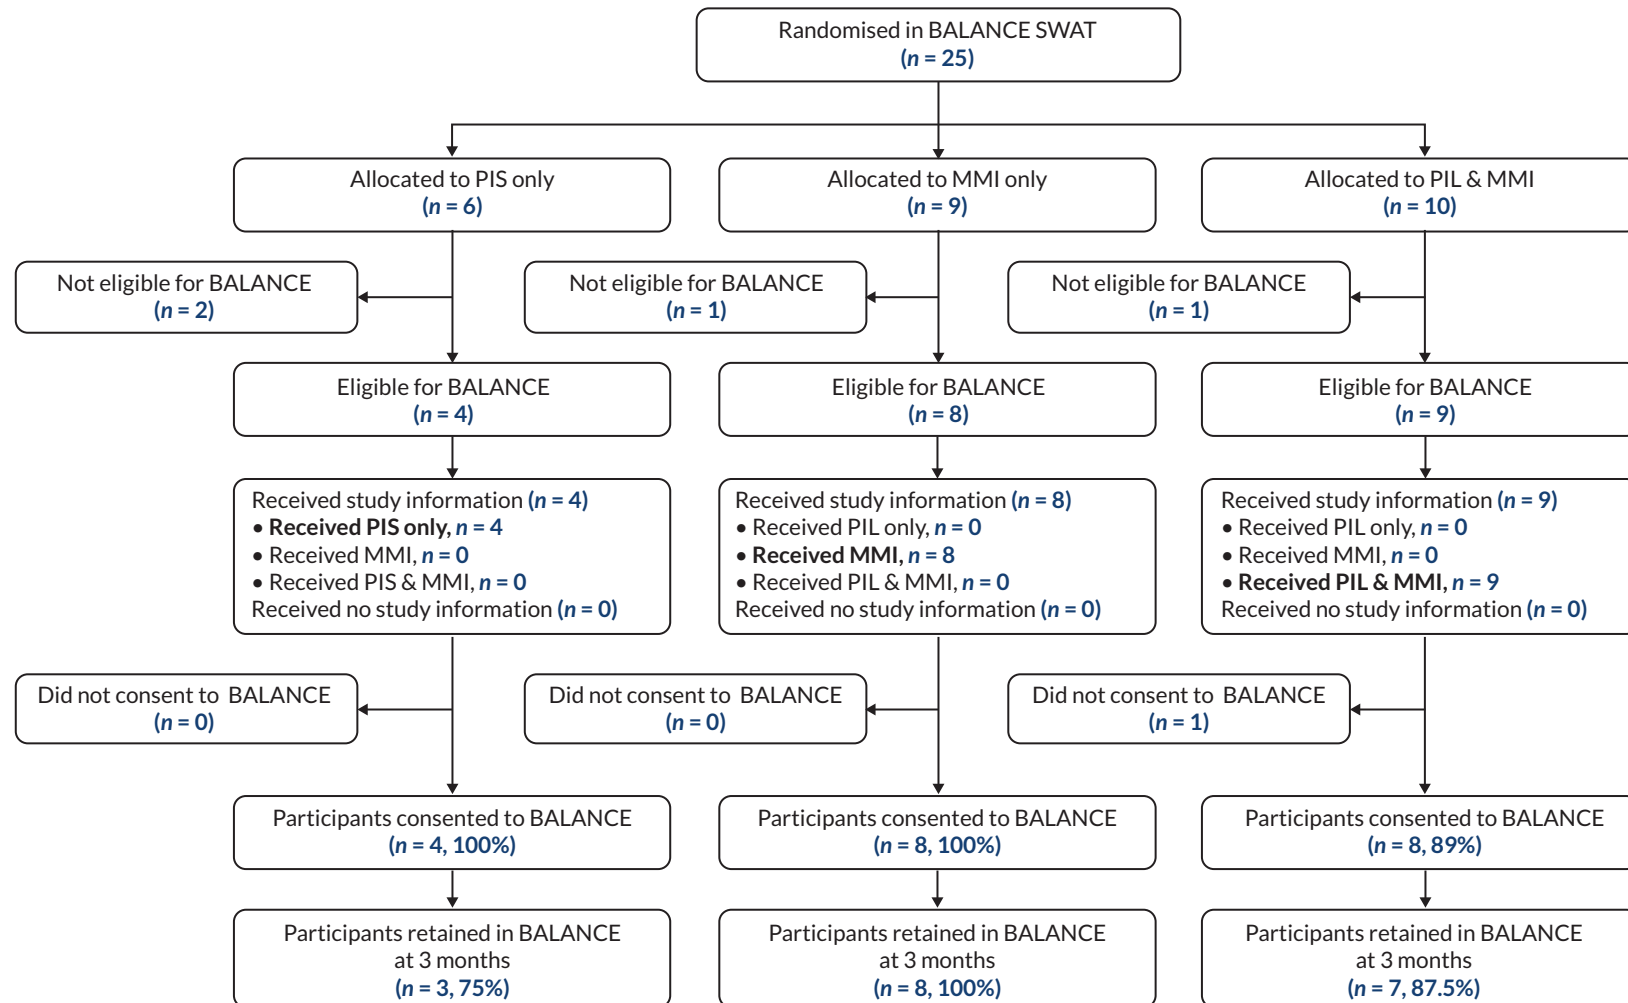 Randomised in BALANCE SWAT
(n = 25)
Allocated to PIS only
(n = 6)
Allocated to MMI only
(n = 9)
Allocated to PIL & MMI
(n = 10)
Not eligible for BALANCE
(n = 2)
Not eligible for BALANCE
(n = 1)
Not eligible for BALANCE
(n = 1)
Eligible for BALANCE
(n = 4)
Eligible for BALANCE
(n = 8)
Eligible for BALANCE
(n = 9)
Received study information (n = 4)
• Received PIS only, n = 4
• Received MMI, n = 0
• Received PIS & MMI, n = 0
Received no study information (n = 0)
Received study information (n = 8)
• Received PIL only, n = 0
• Received MMI, n = 8
• Received PIL & MMI, n = 0
Received no study information (n = 0)
Received study information (n = 9)
• Received PIL only, n = 0
• Received MMI, n = 0
• Received PIL & MMI, n = 9
Received no study information (n = 0)
Did not consent to BALANCE
(n = 0)
Did not consent to BALANCE
(n = 0)
Did not consent to BALANCE
(n = 1)
Participants consented to BALANCE
(n = 4, 100%)
Participants consented to BALANCE
(n = 8, 100%)
Participants consented to BALANCE
(n = 8, 89%)
Participants retained in BALANCE
at 3 months
(n = 3, 75%)
Participants retained in BALANCE
at 3 months
(n = 8, 100%)
Participants retained in BALANCE
at 3 months
(n = 7, 87.5%)